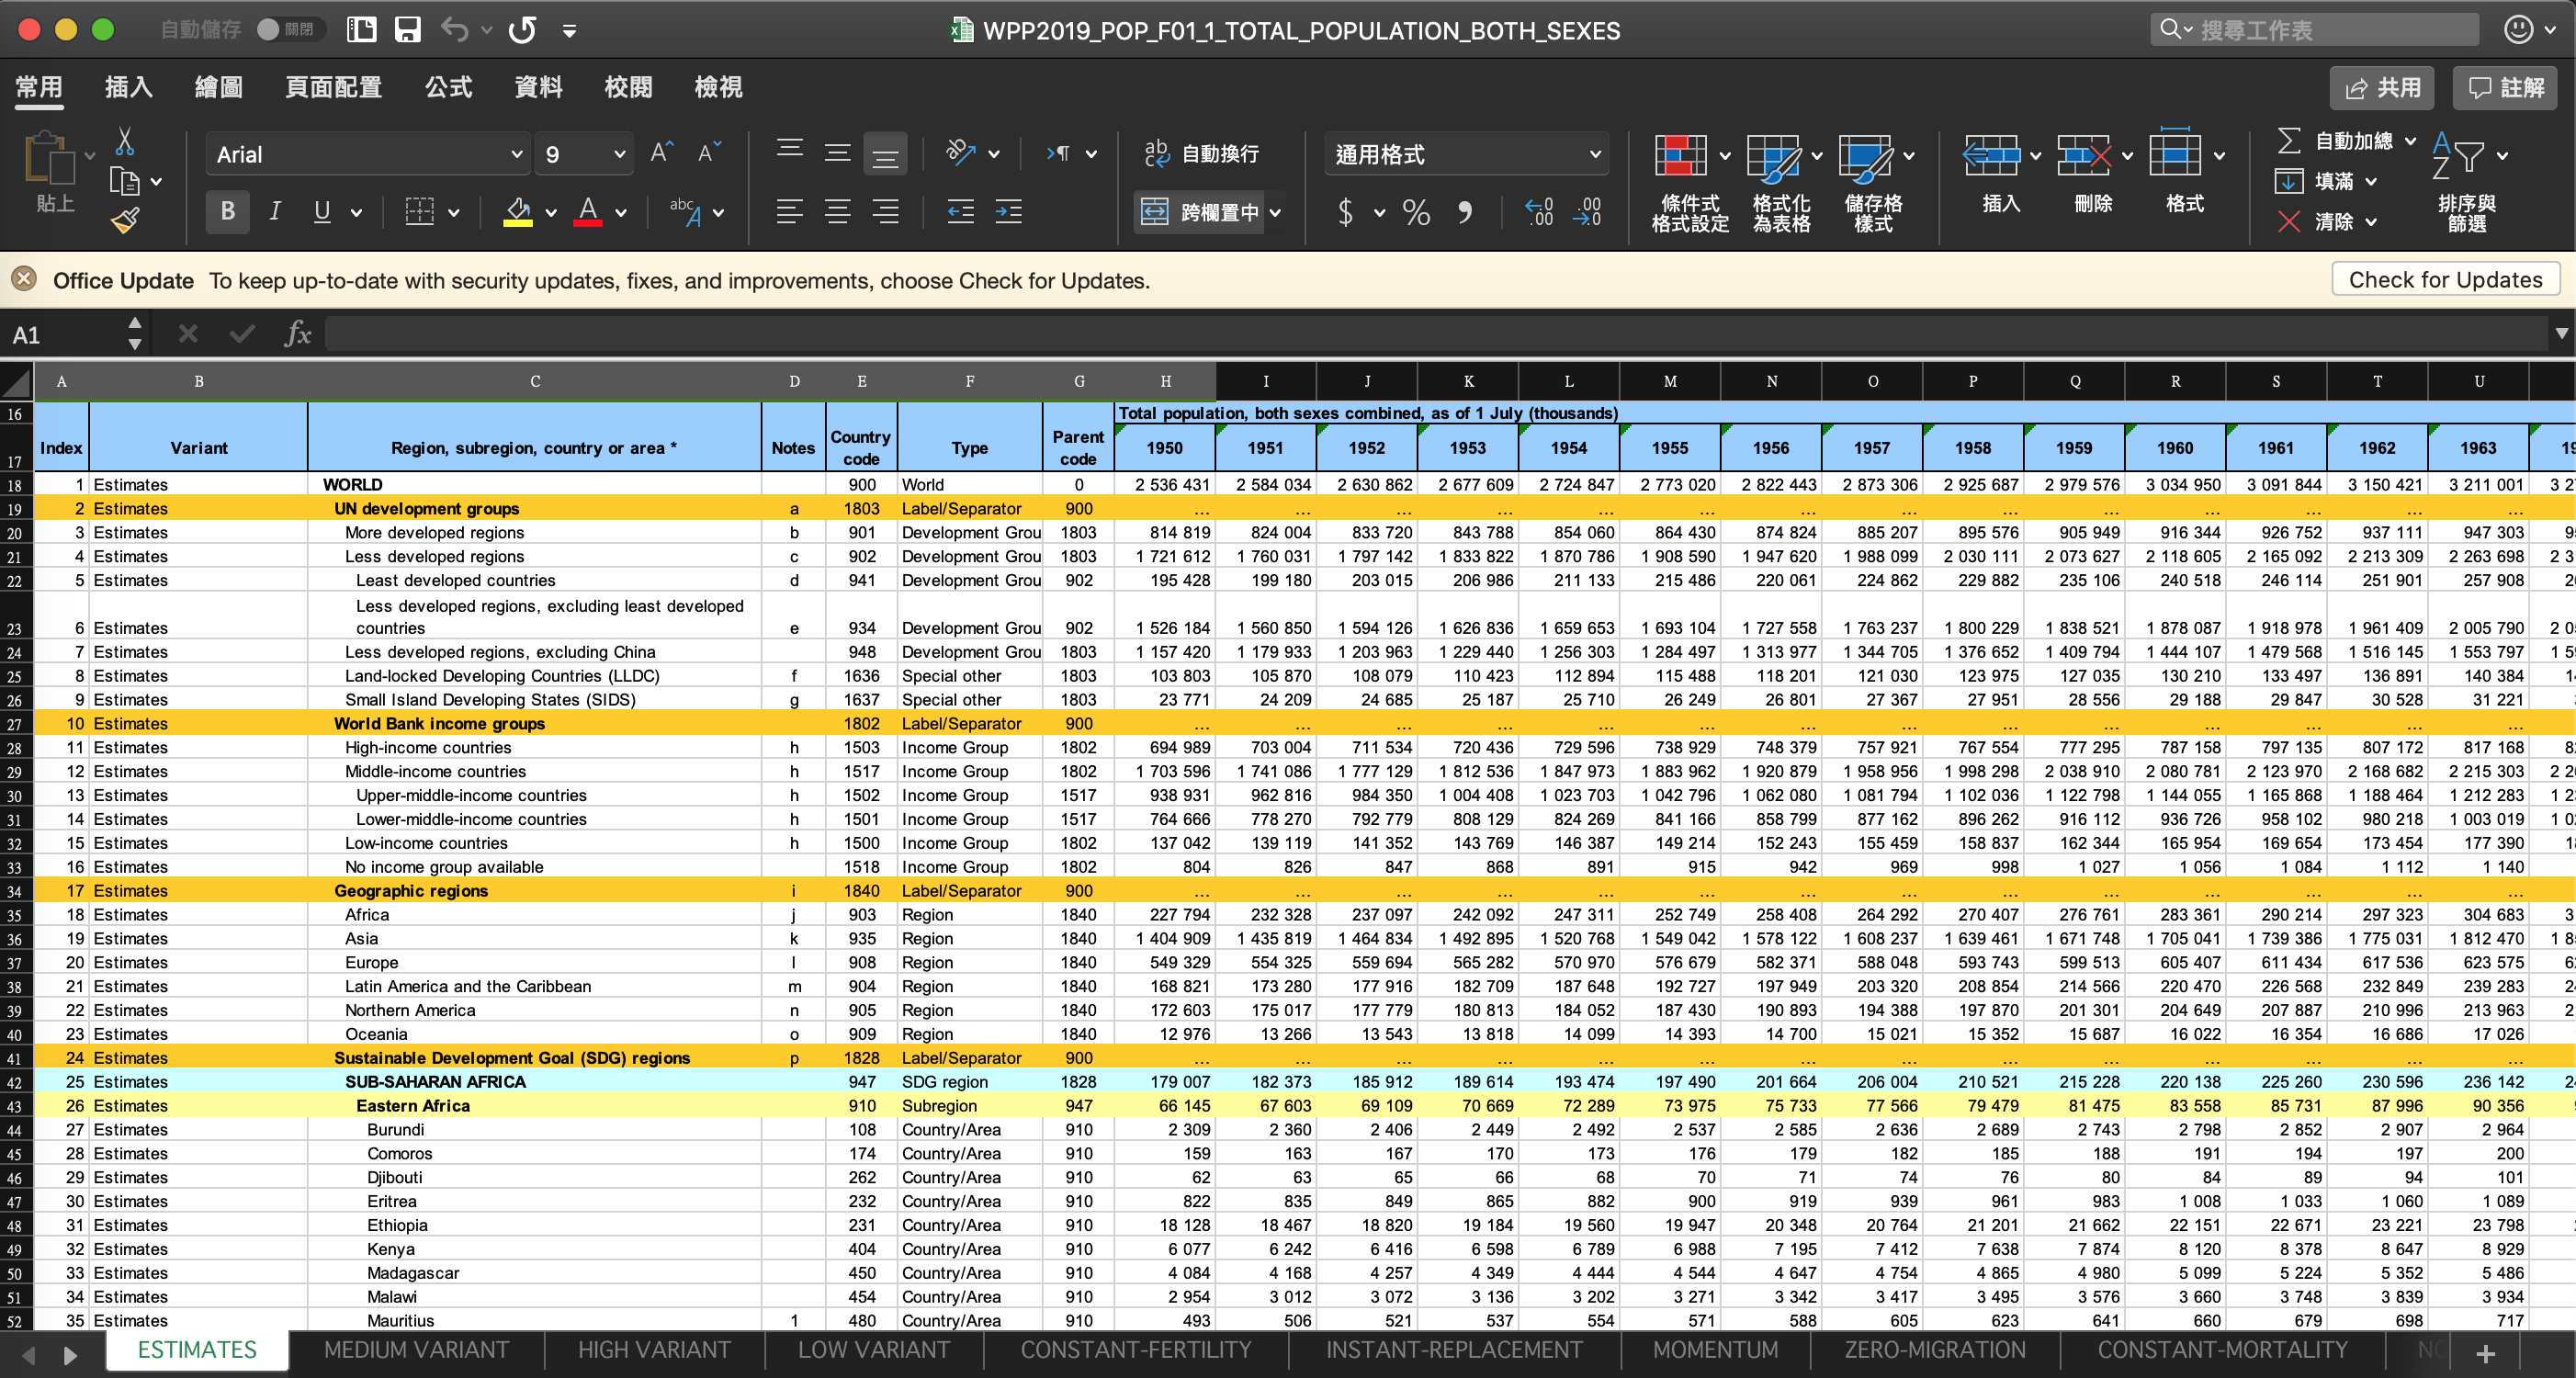 自動儲存 關閉 WPP2019_POP_F01_1_TOTAL_POPULATION_BOTH_SEXES 搜尋工作表
常用 插入 繪圖 頁面配置 公式 資料 校閱 檢視 共用 註解
貼上 Arial 9 自動換行 通用格式 條件式格式設定 格式化為表格 儲存格樣式 插入 刪除 格式 自動加總 填滿 清除 排序與篩選
B I U A abc A 跨欄置中 $ % 9
Office Update To keep up-to-date with security updates, fixes, and improvements, choose Check for Updates. Check for Updates
A1 fx
A B C D E F G H I J K L M N O P Q R S T U
16 Total population, both sexes combined, as of 1 July (thousands)
17 Index Variant Region, subregion, country or area * Notes Country code Type Parent code 1950 1951 1952 1953 1954 1955 1956 1957 1958 1959 1960 1961 1962 1963
18 1 Estimates WORLD 900 World 0 2 536 431 2 584 034 2 630 862 2 677 609 2 724 847 2 773 020 2 822 443 2 873 306 2 925 687 2 979 576 3 034 950 3 091 844 3 150 421 3 211 001
19 2 Estimates UN development groups a 1803 Label/Separator 900 ... ... ... ... ... ... ... ... ... ... ... ... ... ...
20 3 Estimates More developed regions b 901 Development Grou 1803 814 819 824 004 833 720 843 788 854 060 864 430 874 824 885 207 895 576 905 949 916 344 926 752 937 111 947 303
21 4 Estimates Less developed regions c 902 Development Grou 1803 1 721 612 1 760 031 1 797 142 1 833 822 1 870 786 1 908 590 1 947 620 1 988 099 2 030 111 2 073 627 2 118 605 2 165 092 2 213 309 2 263 698
22 5 Estimates Least developed countries d 941 Development Grou 902 195 428 199 180 203 015 206 986 211 133 215 486 220 061 224 862 229 882 235 106 240 518 246 114 251 901 257 908
Less developed regions, excluding least developed
23 6 Estimates countries e 934 Development Grou 902 1 526 184 1 560 850 1 594 126 1 626 836 1 659 653 1 693 104 1 727 558 1 763 237 1 800 229 1 838 521 1 878 087 1 918 978 1 961 409 2 005 790
24 7 Estimates Less developed regions, excluding China 948 Development Grou 1803 1 157 420 1 179 933 1 203 963 1 229 440 1 256 303 1 284 497 1 313 977 1 344 705 1 376 652 1 409 794 1 444 107 1 479 568 1 516 145 1 553 797
25 8 Estimates Land-locked Developing Countries (LLDC) f 1636 Special other 1803 103 803 105 870 108 079 110 423 112 894 115 488 118 201 121 030 123 975 127 035 130 210 133 497 136 891 140 384
26 9 Estimates Small Island Developing States (SIDS) g 1637 Special other 1803 23 771 24 209 24 685 25 187 25 710 26 249 26 801 27 367 27 951 28 556 29 188 29 847 30 528 31 221
27 10 Estimates World Bank income groups 1802 Label/Separator 900 ... ... ... ... ... ... ... ... ... ... ... ... ... ...
28 11 Estimates High-income countries h 1503 Income Group 1802 694 989 703 004 711 534 720 436 729 596 738 929 748 379 757 921 767 554 777 295 787 158 797 135 807 172 817 168
29 12 Estimates Middle-income countries h 1517 Income Group 1802 1 703 596 1 741 086 1 777 129 1 812 536 1 847 973 1 883 962 1 920 879 1 958 956 1 998 298 2 038 910 2 080 781 2 123 970 2 168 682 2 215 303
30 13 Estimates Upper-middle-income countries h 1502 Income Group 1517 938 931 962 816 984 350 1 004 408 1 023 703 1 042 796 1 062 080 1 081 794 1 102 036 1 122 798 1 144 055 1 165 868 1 188 464 1 212 283
31 14 Estimates Lower-middle-income countries h 1501 Income Group 1517 764 666 778 270 792 779 808 129 824 269 841 166 858 799 877 162 896 262 916 112 936 726 958 102 980 218 1 003 019
32 15 Estimates Low-income countries h 1500 Income Group 1802 137 042 139 119 141 352 143 769 146 387 149 214 152 243 155 459 158 837 162 344 165 954 169 654 173 454 177 390
33 16 Estimates No income group available 1518 Income Group 1802 804 826 847 868 891 915 942 969 998 1 027 1 056 1 084 1 112 1 140
34 17 Estimates Geographic regions i 1840 Label/Separator 900 ... ... ... ... ... ... ... ... ... ... ... ... ... ...
35 18 Estimates Africa j 903 Region 1840 227 794 232 328 237 097 242 092 247 311 252 749 258 408 264 292 270 407 276 761 283 361 290 214 297 323 304 683
36 19 Estimates Asia k 935 Region 1840 1 404 909 1 435 819 1 464 834 1 492 895 1 520 768 1 549 042 1 578 122 1 608 237 1 639 461 1 671 748 1 705 041 1 739 386 1 775 031 1 812 470
37 20 Estimates Europe l 908 Region 1840 549 329 554 325 559 694 565 282 570 970 576 679 582 371 588 048 593 743 599 513 605 407 611 434 617 536 623 575
38 21 Estimates Latin America and the Caribbean m 904 Region 1840 168 821 173 280 177 916 182 709 187 648 192 727 197 949 203 320 208 854 214 566 220 470 226 568 232 849 239 283
39 22 Estimates Northern America n 905 Region 1840 172 603 175 017 177 779 180 813 184 052 187 430 190 893 194 388 197 870 201 301 204 649 207 887 210 996 213 963
40 23 Estimates Oceania o 909 Region 1840 12 976 13 266 13 543 13 818 14 099 14 393 14 700 15 021 15 352 15 687 16 022 16 354 16 686 17 026
41 24 Estimates Sustainable Development Goal (SDG) regions p 1828 Label/Separator 900 ... ... ... ... ... ... ... ... ... ... ... ... ... ...
42 25 Estimates SUB-SAHARAN AFRICA 947 SDG region 1828 179 007 182 373 185 912 189 614 193 474 197 490 201 664 206 004 210 521 215 228 220 138 225 260 230 596 236 142
43 26 Estimates Eastern Africa 910 Subregion 947 66 145 67 603 69 109 70 669 72 289 73 975 75 733 77 566 79 479 81 475 83 558 85 731 87 996 90 356
44 27 Estimates Burundi 108 Country/Area 910 2 309 2 360 2 406 2 449 2 492 2 537 2 585 2 636 2 689 2 743 2 798 2 852 2 907 2 964
45 28 Estimates Comoros 174 Country/Area 910 159 163 167 170 173 176 179 182 185 188 191 194 197 200
46 29 Estimates Djibouti 262 Country/Area 910 62 63 65 66 68 70 71 74 76 80 84 89 94 101
47 30 Estimates Eritrea 232 Country/Area 910 822 835 849 865 882 900 919 939 961 983 1 008 1 033 1 060 1 089
48 31 Estimates Ethiopia 231 Country/Area 910 18 128 18 467 18 820 19 184 19 560 19 947 20 348 20 764 21 201 21 662 22 151 22 671 23 221 23 798
49 32 Estimates Kenya 404 Country/Area 910 6 077 6 242 6 416 6 598 6 789 6 988 7 195 7 412 7 638 7 874 8 120 8 378 8 647 8 929
50 33 Estimates Madagascar 450 Country/Area 910 4 084 4 168 4 257 4 349 4 444 4 544 4 647 4 754 4 865 4 980 5 099 5 224 5 352 5 486
51 34 Estimates Malawi 454 Country/Area 910 2 954 3 012 3 072 3 136 3 202 3 271 3 342 3 417 3 495 3 576 3 660 3 748 3 839 3 934
52 35 Estimates Mauritius 1 480 Country/Area 910 493 506 521 537 554 571 588 605 623 641 660 679 698 717
ESTIMATES MEDIUM VARIANT HIGH VARIANT LOW VARIANT CONSTANT-FERTILITY INSTANT-REPLACEMENT MOMENTUM ZERO-MIGRATION CONSTANT-MORTALITY